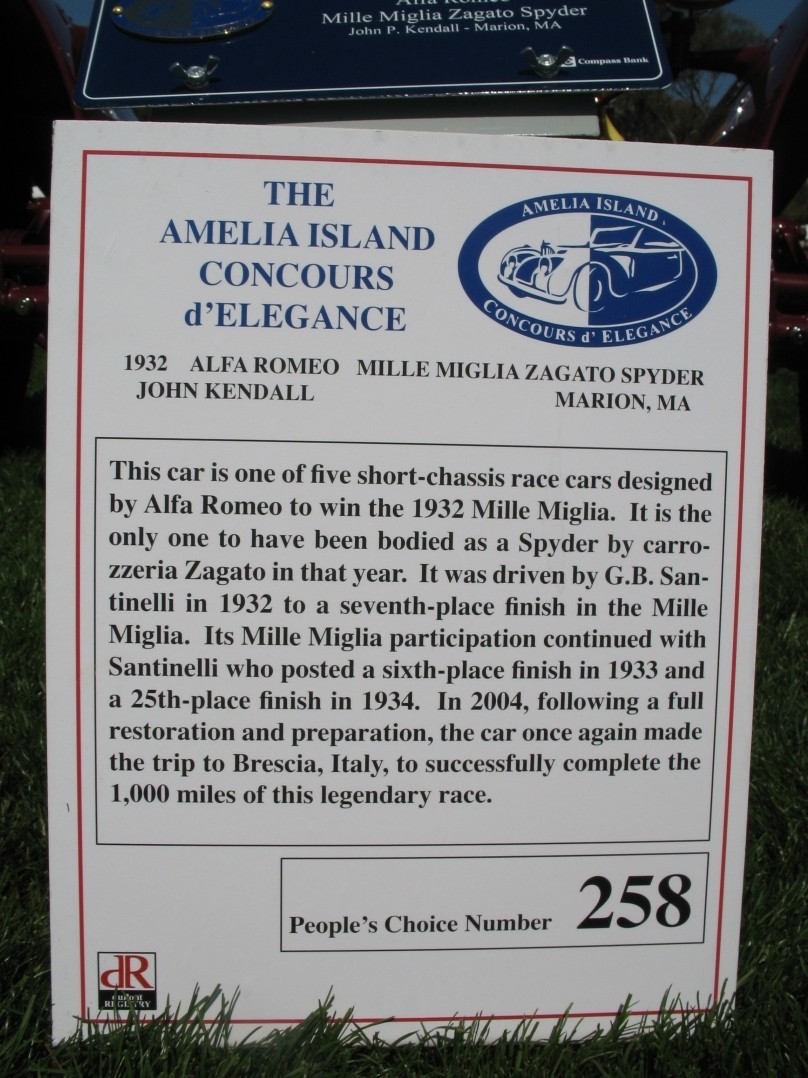 Alfa Romeo
Mille Miglia Zagato Spyder
John P. Kendall - Marion, MA
Compass Bank
THE
AMELIA ISLAND
CONCOURS
d'ELEGANCE
AMELIA ISLAND
CONCOURS d' ELEGANCE
1932 ALFA ROMEO MILLE MIGLIA ZAGATO SPYDER
JOHN KENDALL MARION, MA
This car is one of five short-chassis race cars designed
by Alfa Romeo to win the 1932 Mille Miglia. It is the
only one to have been bodied as a Spyder by carro-
zzeria Zagato in that year. It was driven by G.B. San-
tinelli in 1932 to a seventh-place finish in the Mille
Miglia. Its Mille Miglia participation continued with
Santinelli who posted a sixth-place finish in 1933 and
a 25th-place finish in 1934. In 2004, following a full
restoration and preparation, the car once again made
the trip to Brescia, Italy, to successfully complete the
1,000 miles of this legendary race.
People's Choice Number 258
dR
duPont
REGISTRY